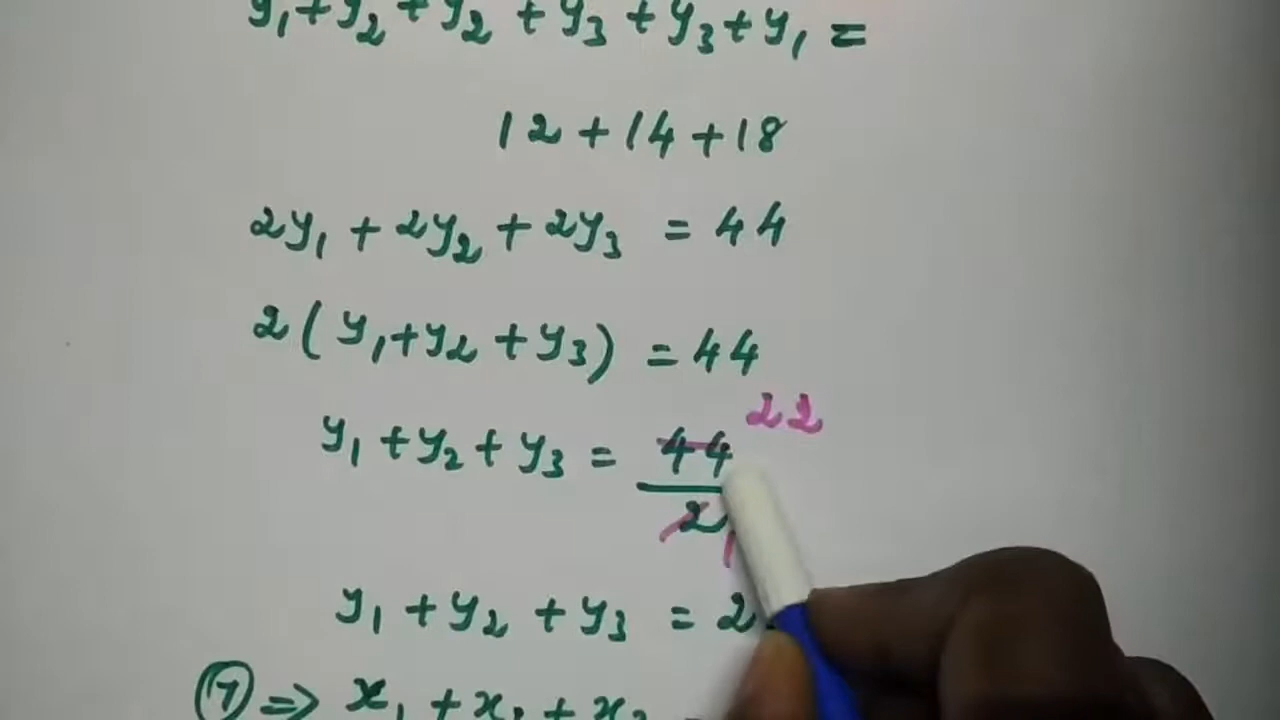 y₁+y₂+y₂+y₃+y₃+y₁=
12+14+18
2y₁+2y₂+2y₃=44
2(y₁+y₂+y₃)=44
22
y₁+y₂+y₃=44
2 1
y₁+y₂+y₃=2
⑦⇒x₁+x₂+x₃